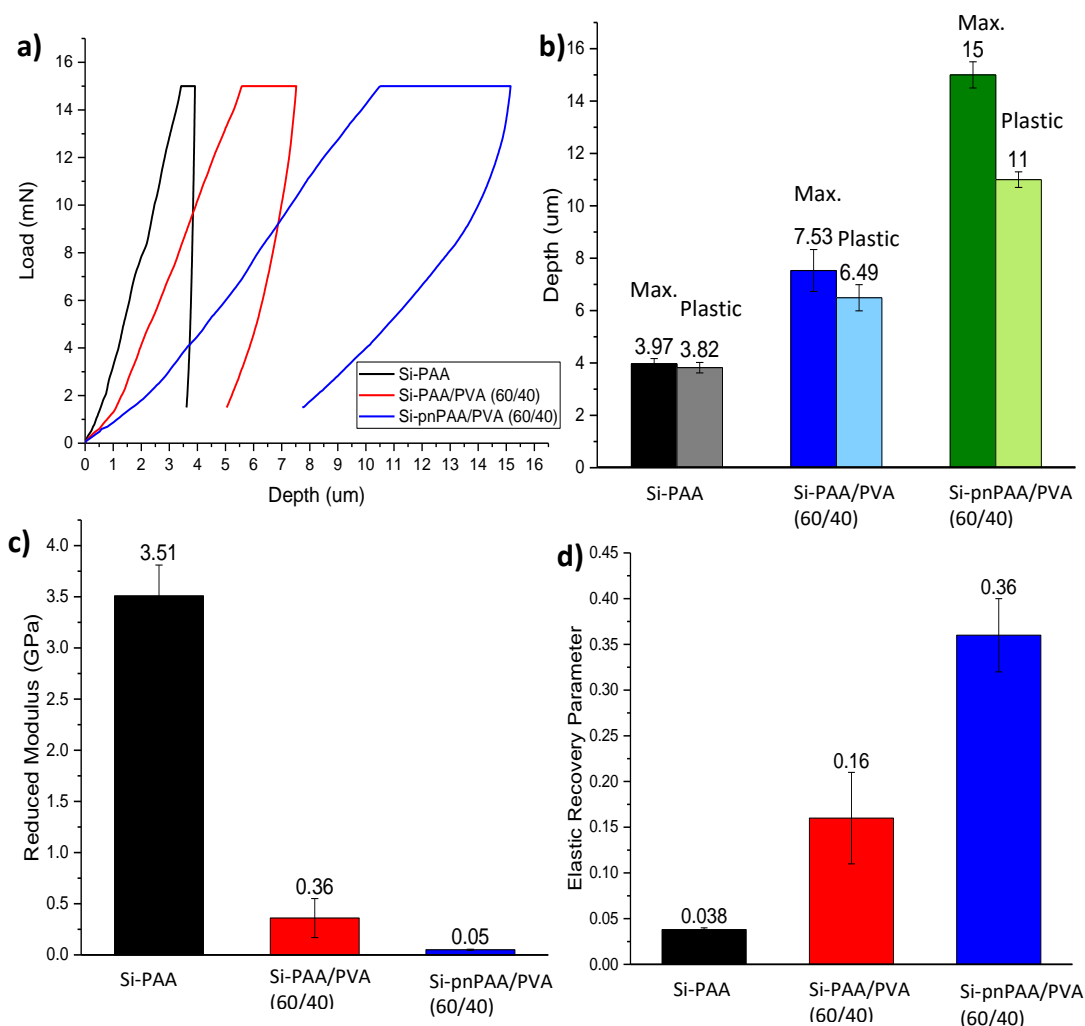 a)
16
14
12
10
8
6
4
2
0
Load (mN)
Si-PAA
Si-PAA/PVA (60/40)
Si-pnPAA/PVA (60/40)
0 1 2 3 4 5 6 7 8 9 10 11 12 13 14 15 16
Depth (um)
b)
16
14
12
10
8
6
4
2
0
Depth (um)
Max.
15
Plastic
11
Max.
7.53
Plastic
6.49
Max.
Plastic
3.97
3.82
Si-PAA
Si-PAA/PVA
(60/40)
Si-pnPAA/PVA
(60/40)
c)
4.0
3.5
3.0
2.5
2.0
1.5
1.0
0.5
0.0
Reduced Modulus (GPa)
3.51
0.36
0.05
Si-PAA
Si-PAA/PVA
(60/40)
Si-pnPAA/PVA
(60/40)
d)
0.45
0.40
0.35
0.30
0.25
0.20
0.15
0.10
0.05
0.00
Elastic Recovery Parameter
0.36
0.16
0.038
Si-PAA
Si-PAA/PVA
(60/40)
Si-pnPAA/PVA
(60/40)